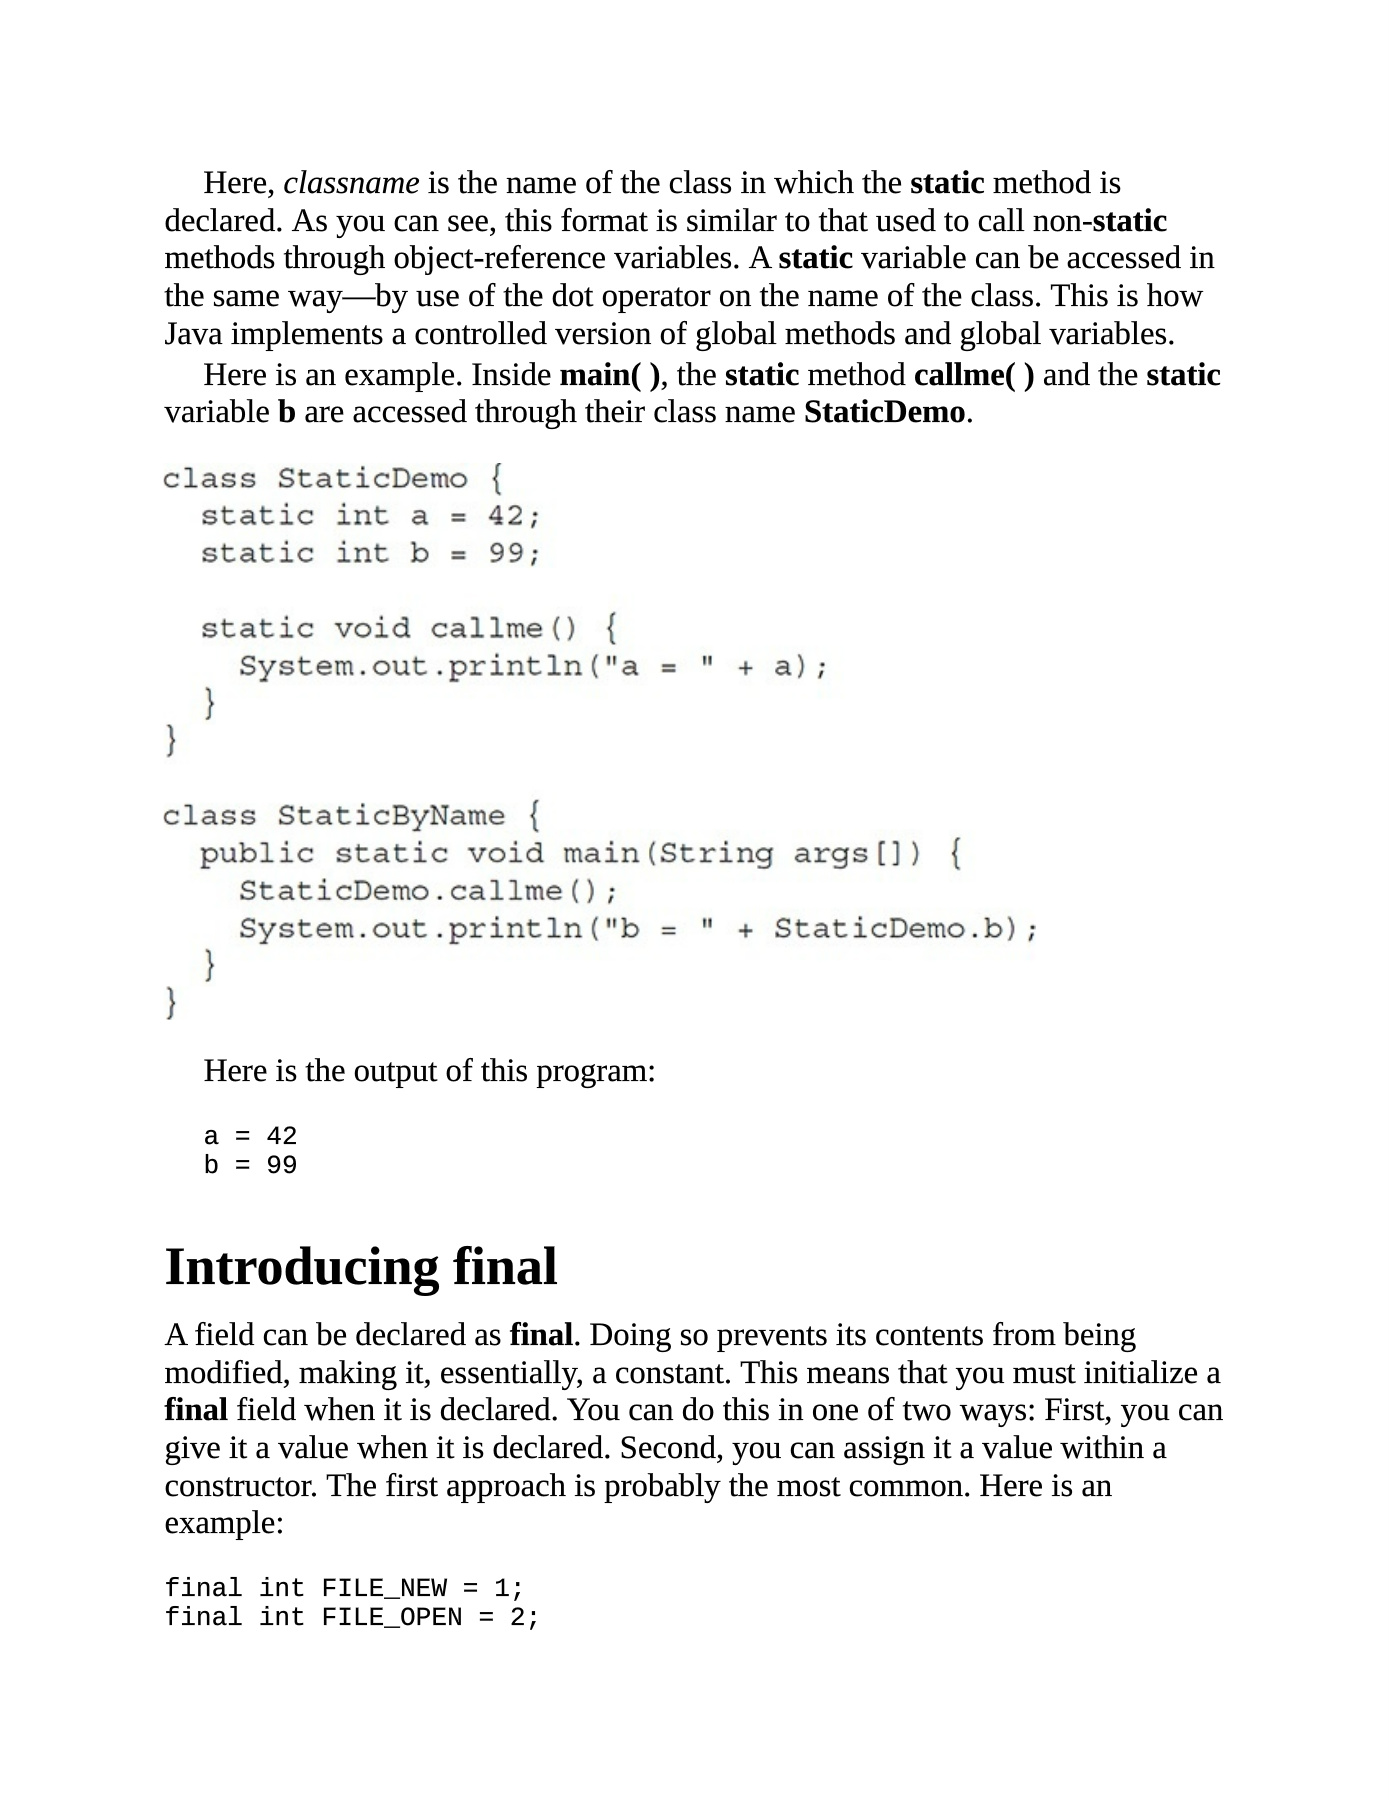 Here, classname is the name of the class in which the static method is
declared. As you can see, this format is similar to that used to call non-static
methods through object-reference variables. A static variable can be accessed in
the same way—by use of the dot operator on the name of the class. This is how
Java implements a controlled version of global methods and global variables.
Here is an example. Inside main( ), the static method callme( ) and the static
variable b are accessed through their class name StaticDemo.
class StaticDemo {
  static int a = 42;
  static int b = 99;

  static void callme() {
    System.out.println("a = " + a);
  }
}

class StaticByName {
  public static void main(String args[]) {
    StaticDemo.callme();
    System.out.println("b = " + StaticDemo.b);
  }
}
Here is the output of this program:
a = 42
b = 99
Introducing final
A field can be declared as final. Doing so prevents its contents from being
modified, making it, essentially, a constant. This means that you must initialize a
final field when it is declared. You can do this in one of two ways: First, you can
give it a value when it is declared. Second, you can assign it a value within a
constructor. The first approach is probably the most common. Here is an
example:
final int FILE_NEW = 1;
final int FILE_OPEN = 2;